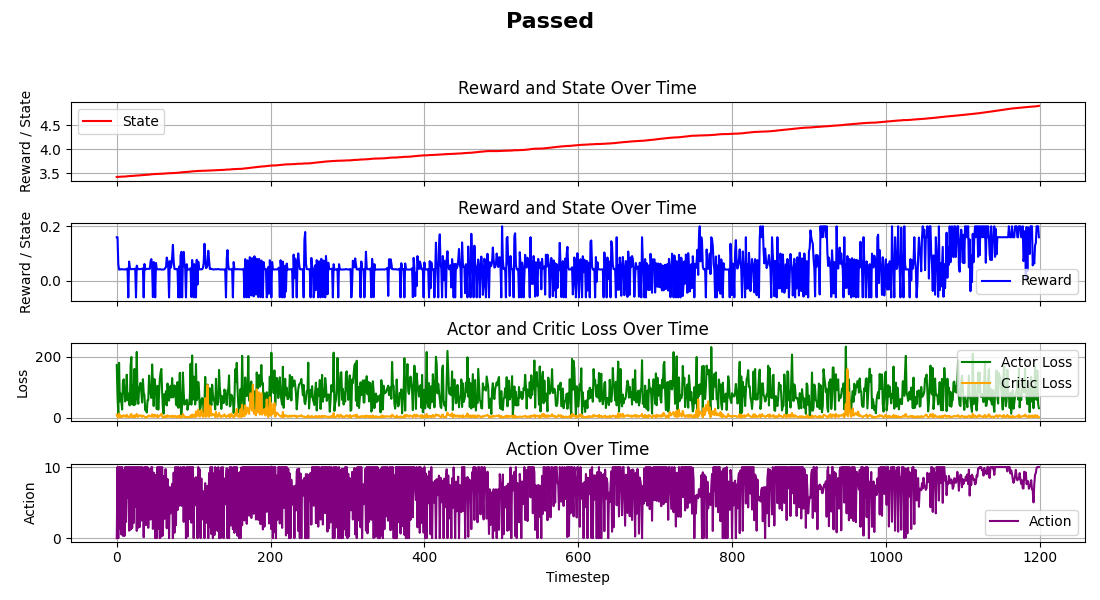 Passed
Reward and State Over Time
Reward / State
4.5
4.0
3.5
State
Reward and State Over Time
Reward / State
0.2
0.0
Reward
Actor and Critic Loss Over Time
Loss
200
0
Actor Loss
Critic Loss
Action Over Time
Action
10
0
Action
0 200 400 600 800 1000 1200
Timestep